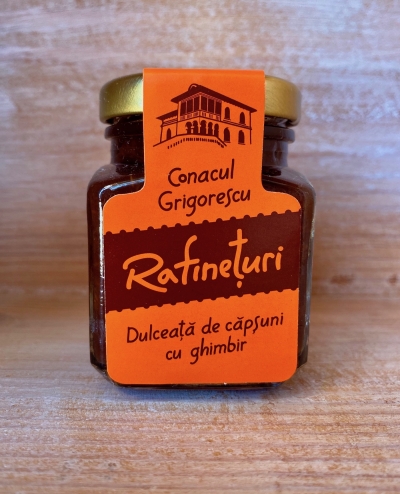 Conacul
Grigorescu
Rafinețuri
Dulceață de căpșuni
cu ghimbir